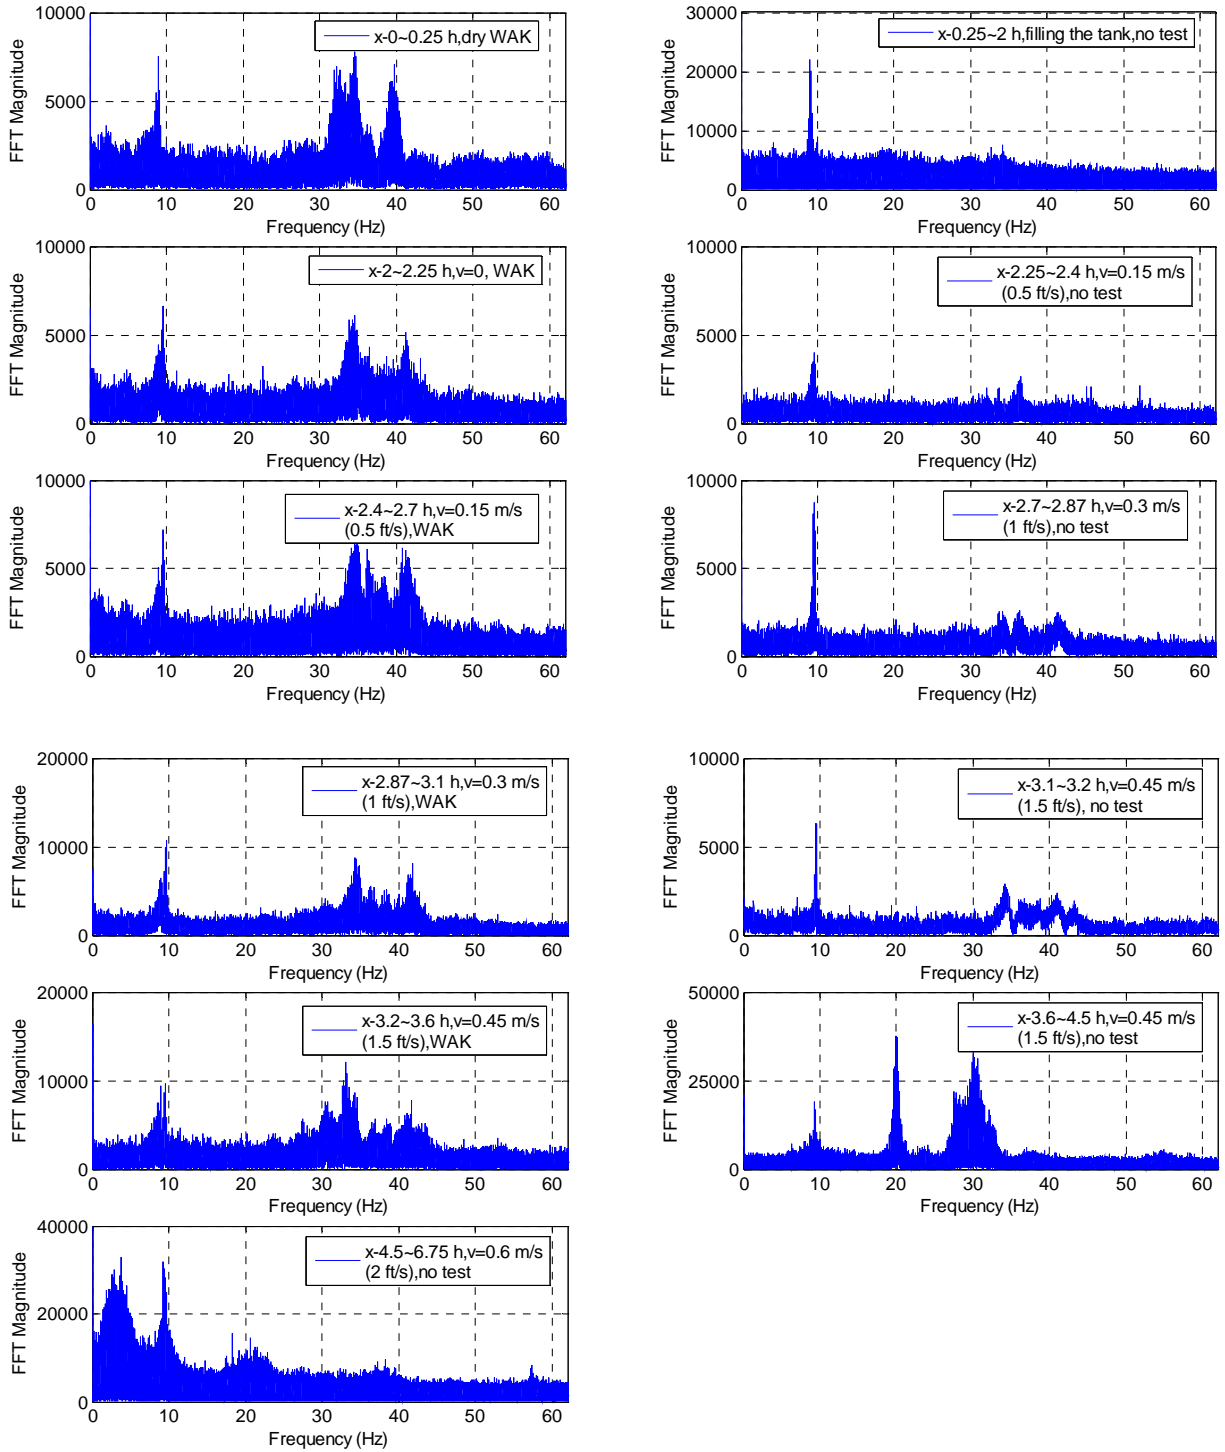 10000
x-0~0.25 h,dry WAK
5000
0
0 10 20 30 40 50 60
FFT Magnitude
Frequency (Hz)
30000
x-0.25~2 h,filling the tank,no test
20000
10000
0
0 10 20 30 40 50 60
FFT Magnitude
Frequency (Hz)
10000
x-2~2.25 h,v=0, WAK
5000
0
0 10 20 30 40 50 60
FFT Magnitude
Frequency (Hz)
10000
x-2.25~2.4 h,v=0.15 m/s
(0.5 ft/s),no test
5000
0
0 10 20 30 40 50 60
FFT Magnitude
Frequency (Hz)
10000
x-2.4~2.7 h,v=0.15 m/s
(0.5 ft/s),WAK
5000
0
0 10 20 30 40 50 60
FFT Magnitude
Frequency (Hz)
10000
x-2.7~2.87 h,v=0.3 m/s
(1 ft/s),no test
5000
0
0 10 20 30 40 50 60
FFT Magnitude
Frequency (Hz)
20000
x-2.87~3.1 h,v=0.3 m/s
(1 ft/s),WAK
10000
0
0 10 20 30 40 50 60
FFT Magnitude
Frequency (Hz)
10000
x-3.1~3.2 h,v=0.45 m/s
(1.5 ft/s), no test
5000
0
0 10 20 30 40 50 60
FFT Magnitude
Frequency (Hz)
20000
x-3.2~3.6 h,v=0.45 m/s
(1.5 ft/s),WAK
10000
0
0 10 20 30 40 50 60
FFT Magnitude
Frequency (Hz)
50000
x-3.6~4.5 h,v=0.45 m/s
(1.5 ft/s),no test
25000
0
0 10 20 30 40 50 60
FFT Magnitude
Frequency (Hz)
40000
x-4.5~6.75 h,v=0.6 m/s
(2 ft/s),no test
20000
0
0 10 20 30 40 50 60
FFT Magnitude
Frequency (Hz)